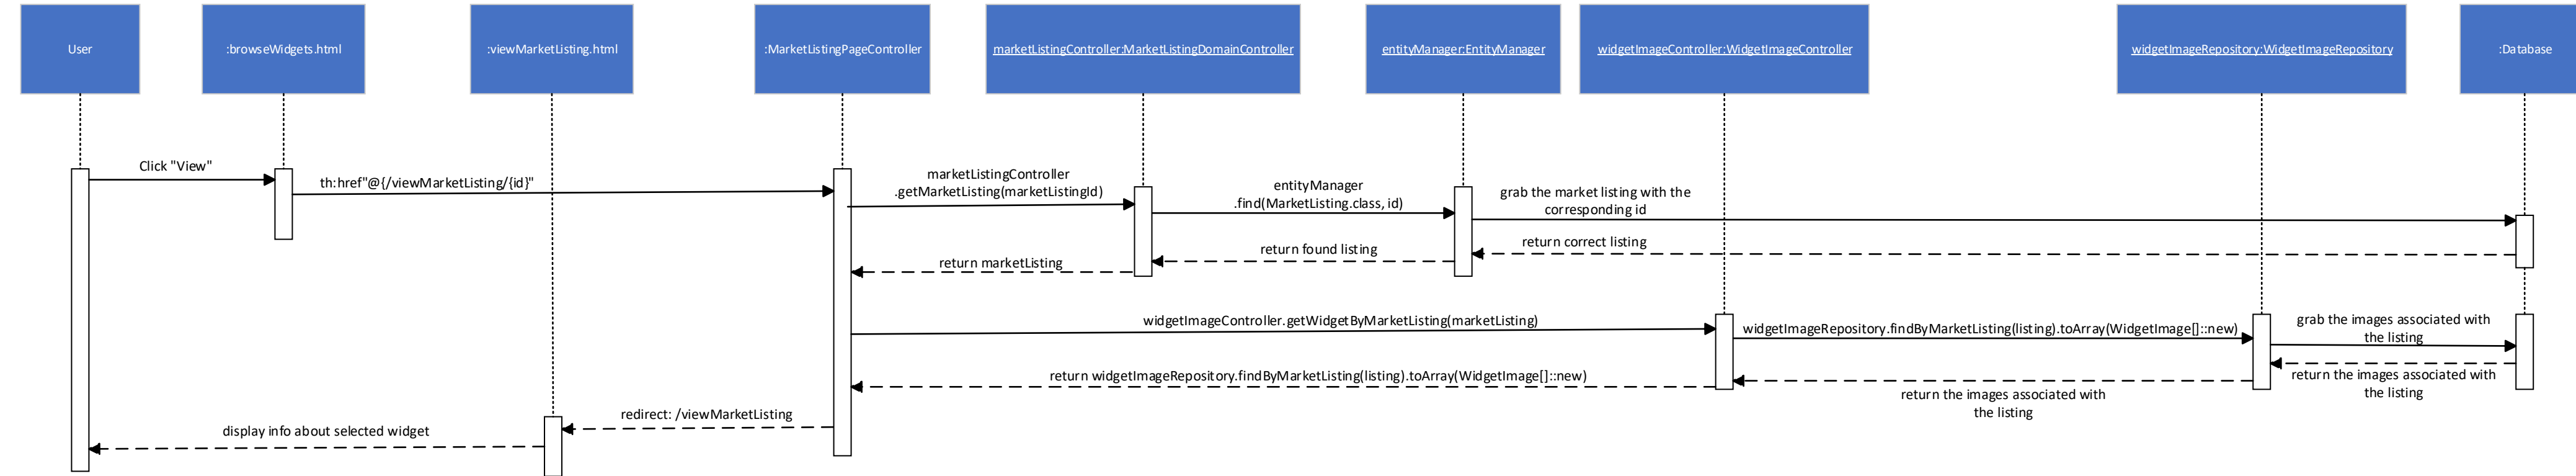 User
:browseWidgets.html
:viewMarketListing.html
:MarketListingPageController
marketListingController:MarketListingDomainController
entityManager:EntityManager
widgetImageController:WidgetImageController
widgetImageRepository:WidgetImageRepository
:Database
Click "View"
th:href"@{/viewMarketListing/{id}"
marketListingController
.getMarketListing(marketListingId)
entityManager
.find(MarketListing.class, id)
grab the market listing with the
corresponding id
return correct listing
return found listing
return marketListing
widgetImageController.getWidgetByMarketListing(marketListing)
widgetImageRepository.findByMarketListing(listing).toArray(WidgetImage[]::new)
grab the images associated with
the listing
return the images associated with
the listing
return the images associated with
the listing
return widgetImageRepository.findByMarketListing(listing).toArray(WidgetImage[]::new)
redirect: /viewMarketListing
display info about selected widget